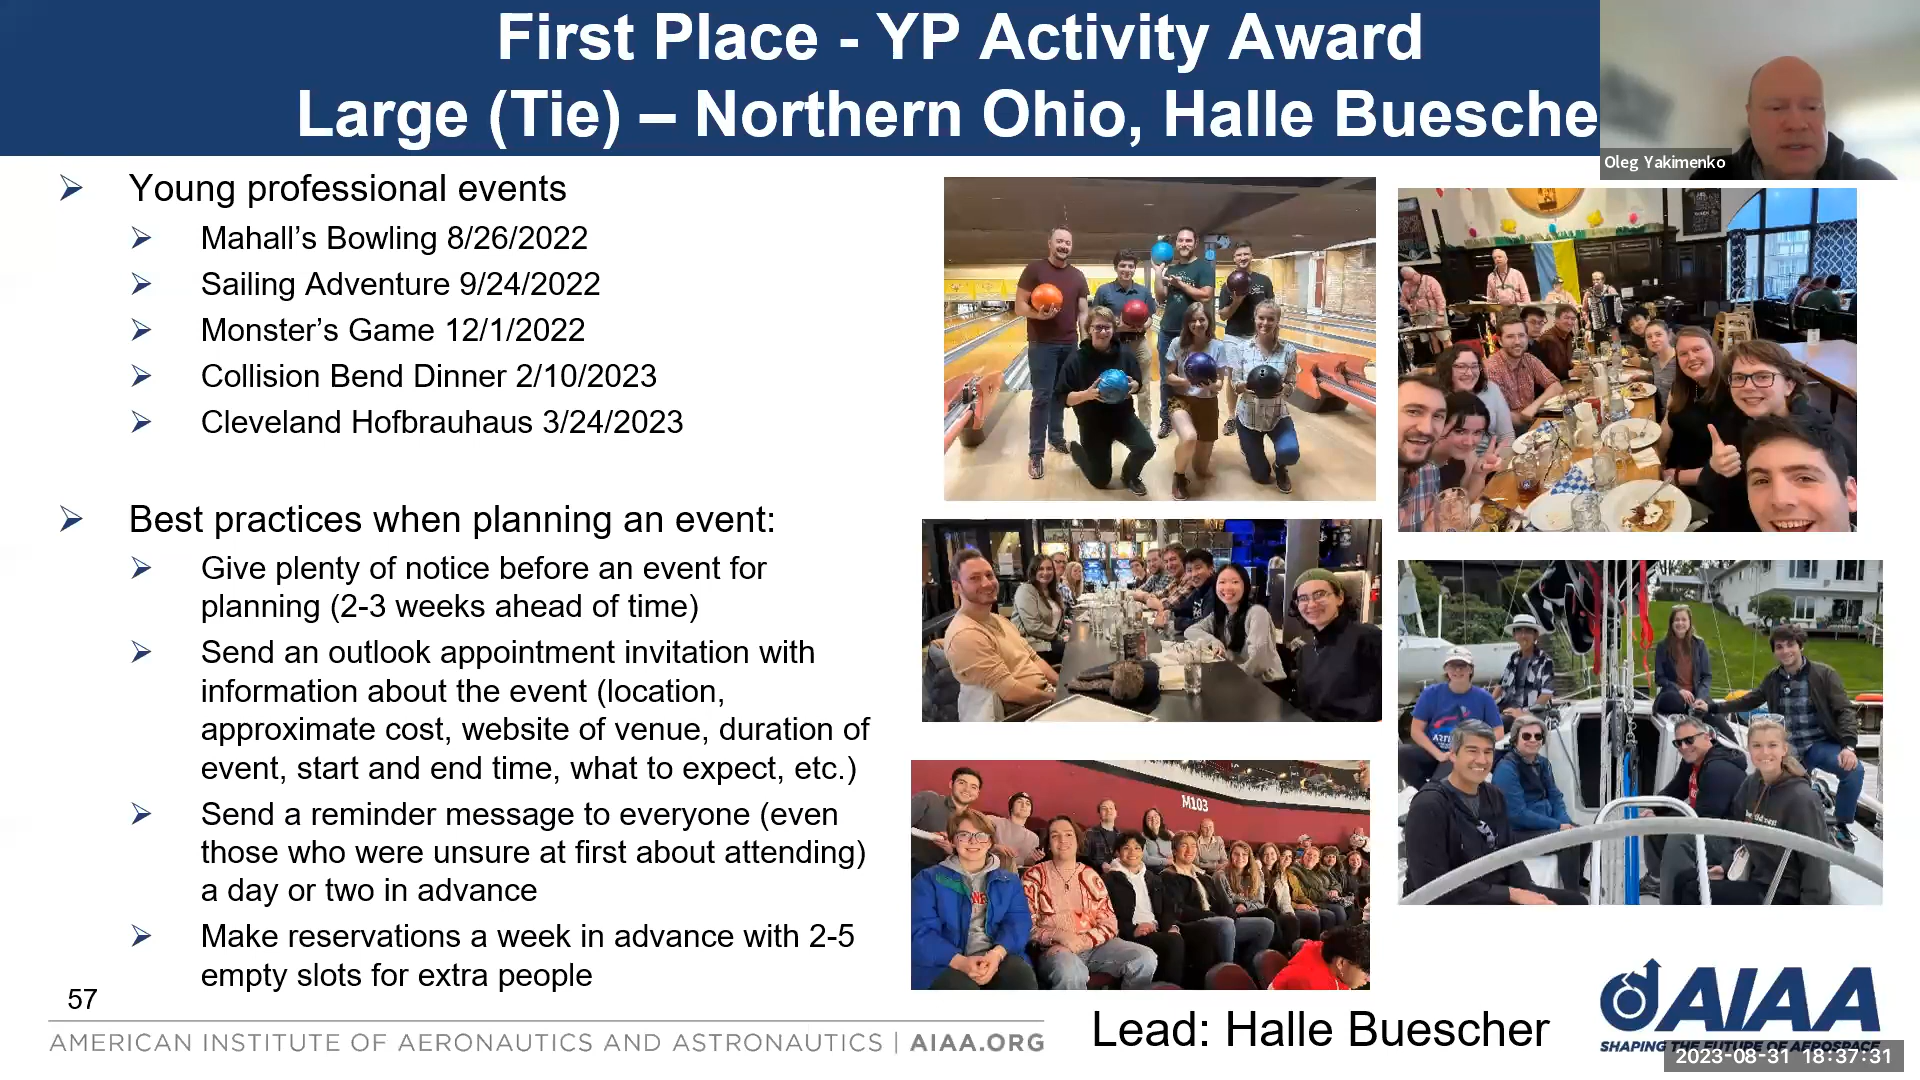 First Place - YP Activity Award
Large (Tie) – Northern Ohio, Halle Buesche
Oleg Yakimenko
➢ Young professional events
➢ Mahall’s Bowling 8/26/2022
➢ Sailing Adventure 9/24/2022
➢ Monster’s Game 12/1/2022
➢ Collision Bend Dinner 2/10/2023
➢ Cleveland Hofbrauhaus 3/24/2023
➢ Best practices when planning an event:
➢ Give plenty of notice before an event for
planning (2-3 weeks ahead of time)
➢ Send an outlook appointment invitation with
information about the event (location,
approximate cost, website of venue, duration of
event, start and end time, what to expect, etc.)
➢ Send a reminder message to everyone (even
those who were unsure at first about attending)
a day or two in advance
➢ Make reservations a week in advance with 2-5
empty slots for extra people
M103
57
AMERICAN INSTITUTE OF AERONAUTICS AND ASTRONAUTICS | AIAA.ORG
Lead: Halle Buescher
AIAA
SHAPING THE FUTURE OF AEROSPACE
2023-08-31 18:37:31